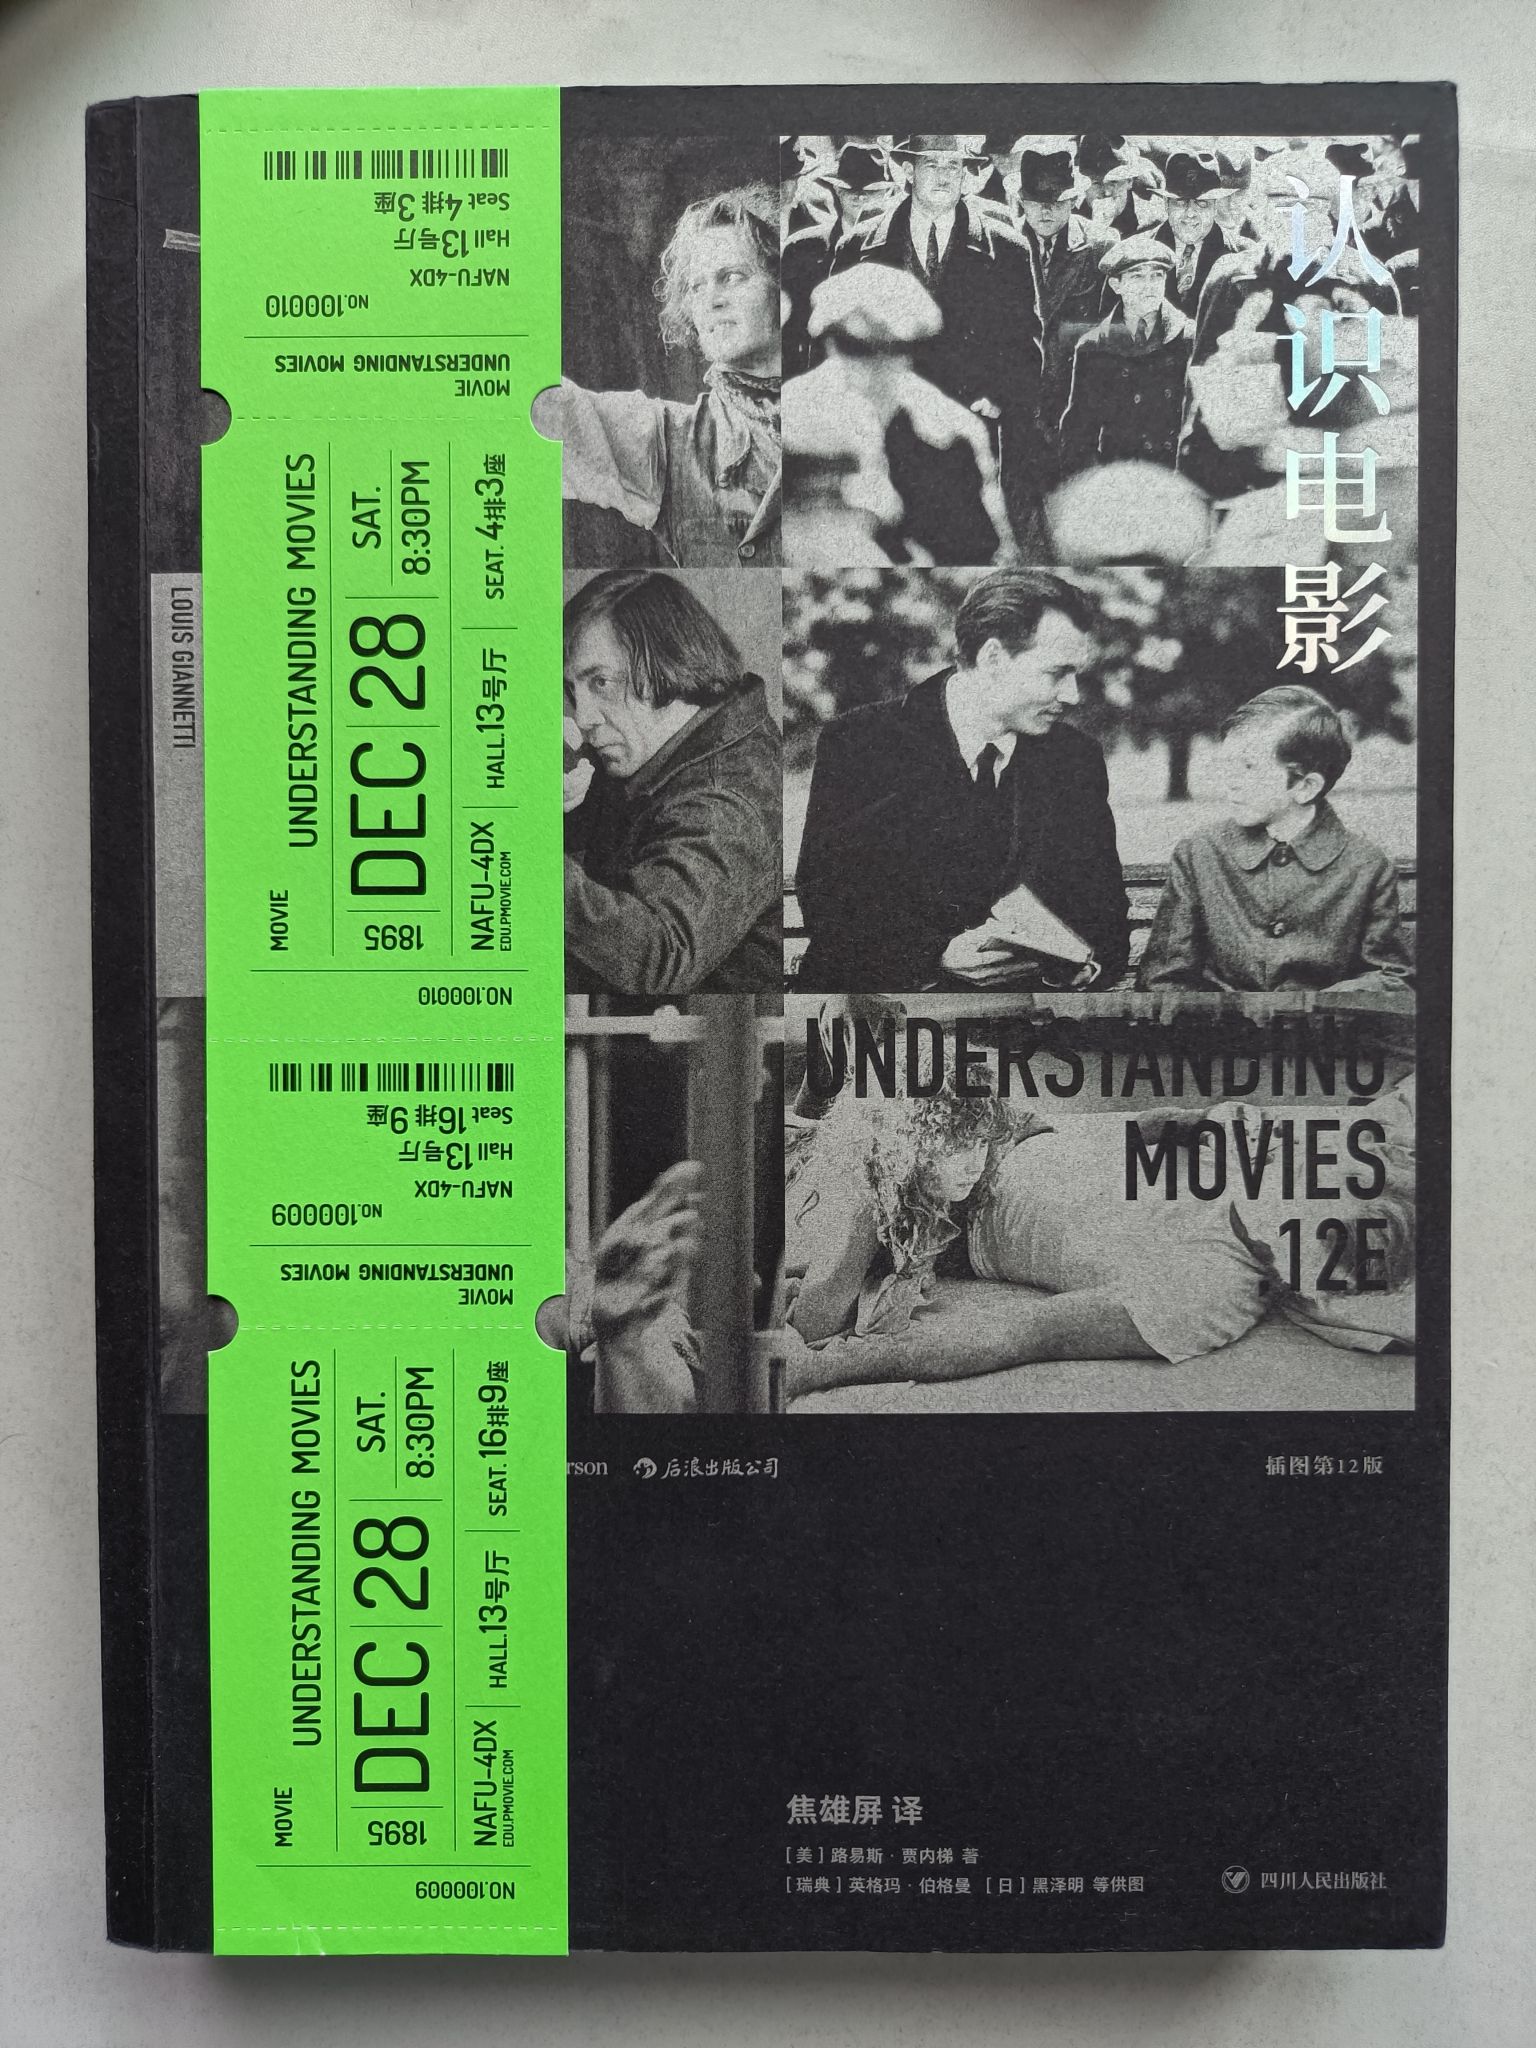 Seat 4排3座
Hall 13号厅
NAFU-4DX
NO.100010
UNDERSTANDING MOVIES
MOVIE
MOVIE
UNDERSTANDING MOVIES
1895
DEC
28
SAT.
8:30PM
NAFU-4DX
EDU.PMOVIE.COM
HALL.13号厅
SEAT. 4排3座
NO.100010
Seat 16排9座
Hall 13号厅
NAFU-4DX
NO.100009
UNDERSTANDING MOVIES
MOVIE
MOVIE
UNDERSTANDING MOVIES
1895
DEC
28
SAT.
8:30PM
NAFU-4DX
EDU.PMOVIE.COM
HALL.13号厅
SEAT. 16排9座
NO.100009
LOUIS GIANNETTI
认识电影
UNDERSTANDING
MOVIES
,12E
rson
后浪出版公司
插图第12版
焦雄屏 译
[美] 路易斯·贾内梯 著
[瑞典] 英格玛·伯格曼 [日] 黑泽明 等供图
四川人民出版社